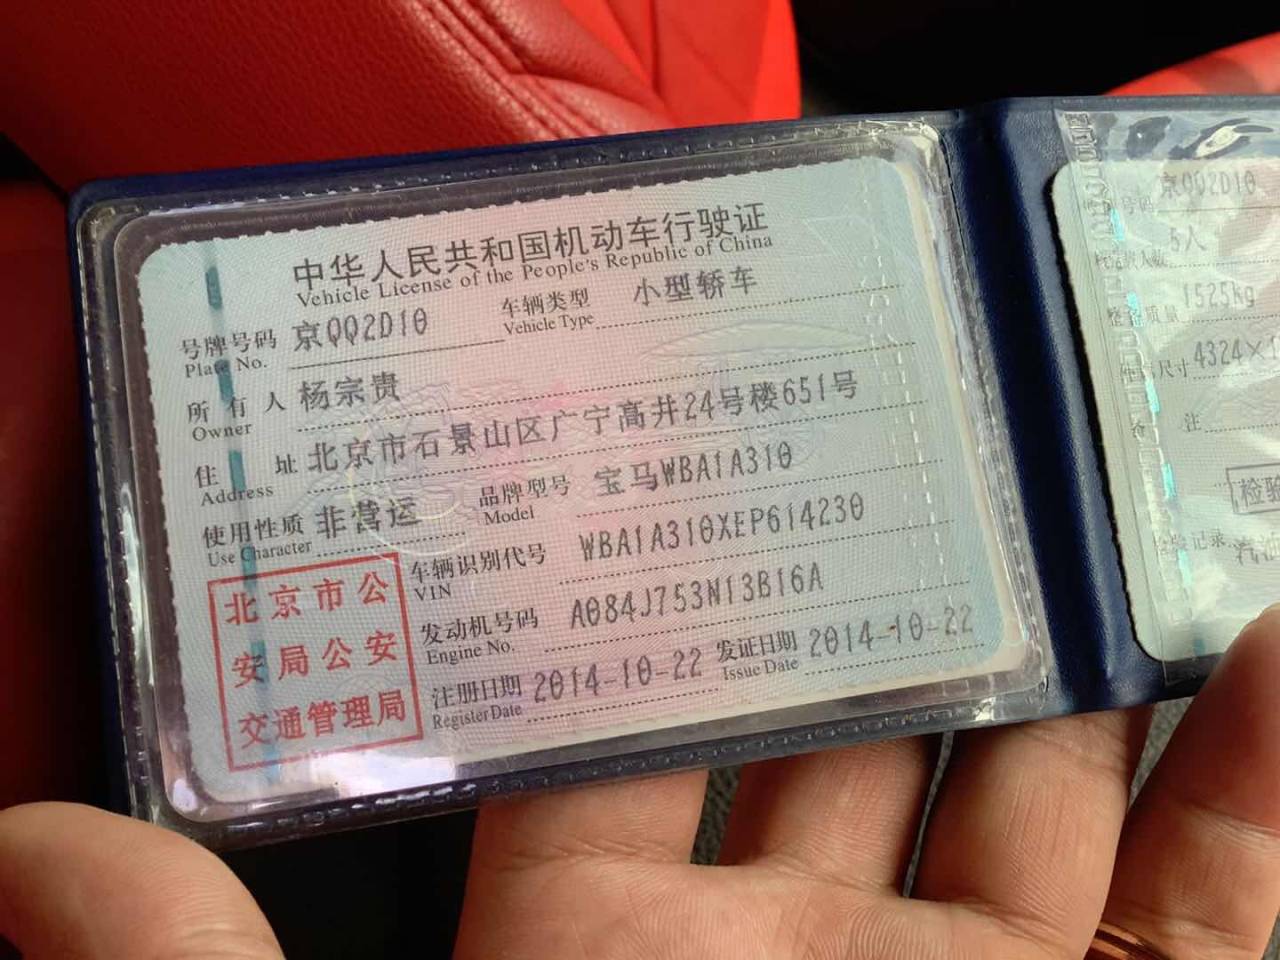 中华人民共和国机动车行驶证
Vehicle License of the People's Republic of China
号牌号码 京QQ2D10 车辆类型 小型轿车
Plate No. Vehicle Type
所有人 杨宗贵
Owner
住址 北京市石景山区广宁高井24号楼651号
Address
使用性质 非营运 品牌型号 宝马WBA1A310
Use Character Model
车辆识别代号 WBA1A310XEP614230
VIN
发动机号码 A084J753N13B16A
Engine No.
注册日期 2014-10-22 发证日期 2014-10-22
Register Date Issue Date
北京市公
安局公安
交通管理局
号码 京QQ2D10
5人
质量 1525kg
尺寸 4324×
注
检验
记录 汽油